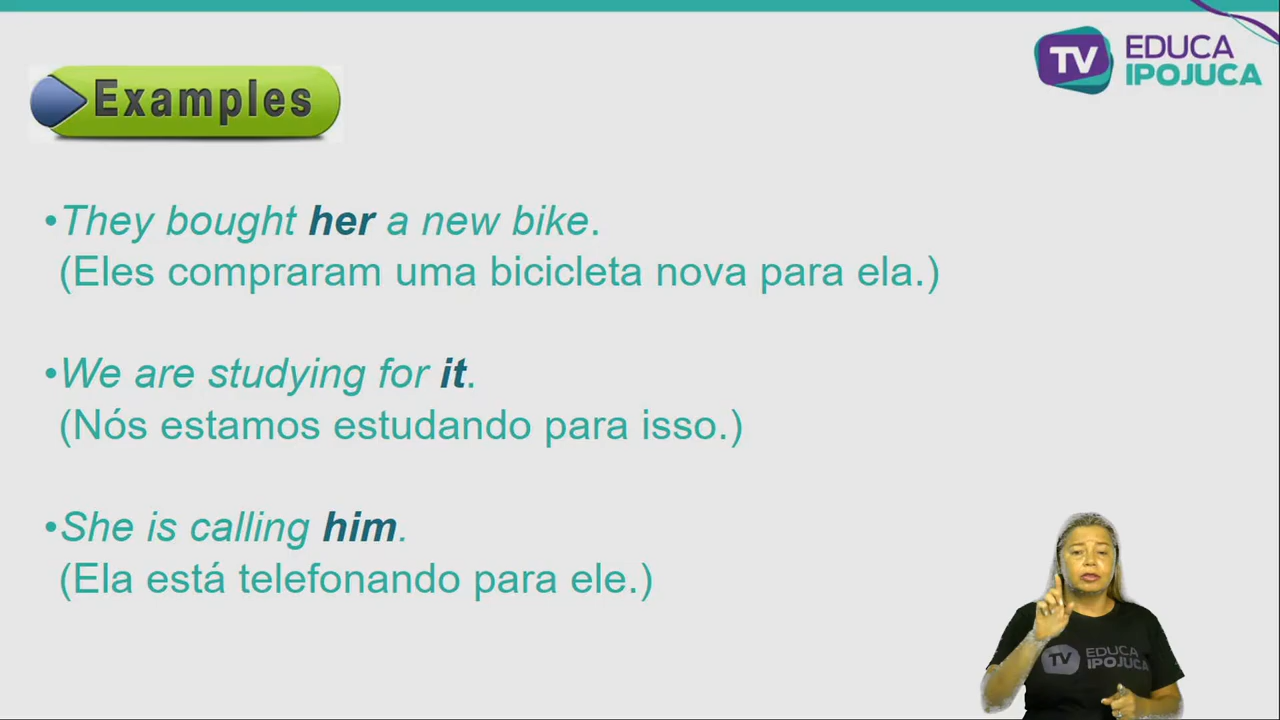 TV EDUCA
IPOJUCA
Examples
•They bought her a new bike.
(Eles compraram uma bicicleta nova para ela.)
•We are studying for it.
(Nós estamos estudando para isso.)
•She is calling him.
(Ela está telefonando para ele.)
TV EDUCA
IPOJUCA